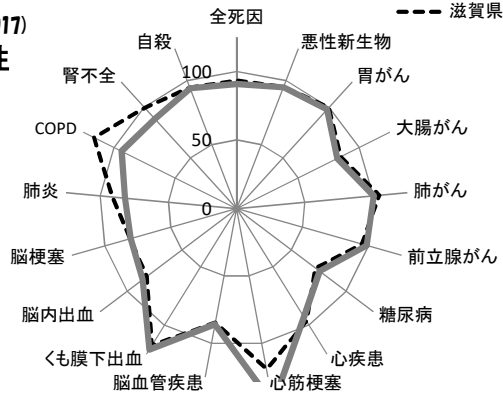 17)
性
滋賀県
全死因
悪性新生物
胃がん
大腸がん
肺がん
前立腺がん
糖尿病
心疾患
心筋梗塞
脳血管疾患
くも膜下出血
脳内出血
脳梗塞
肺炎
COPD
腎不全
自殺
100
50
0